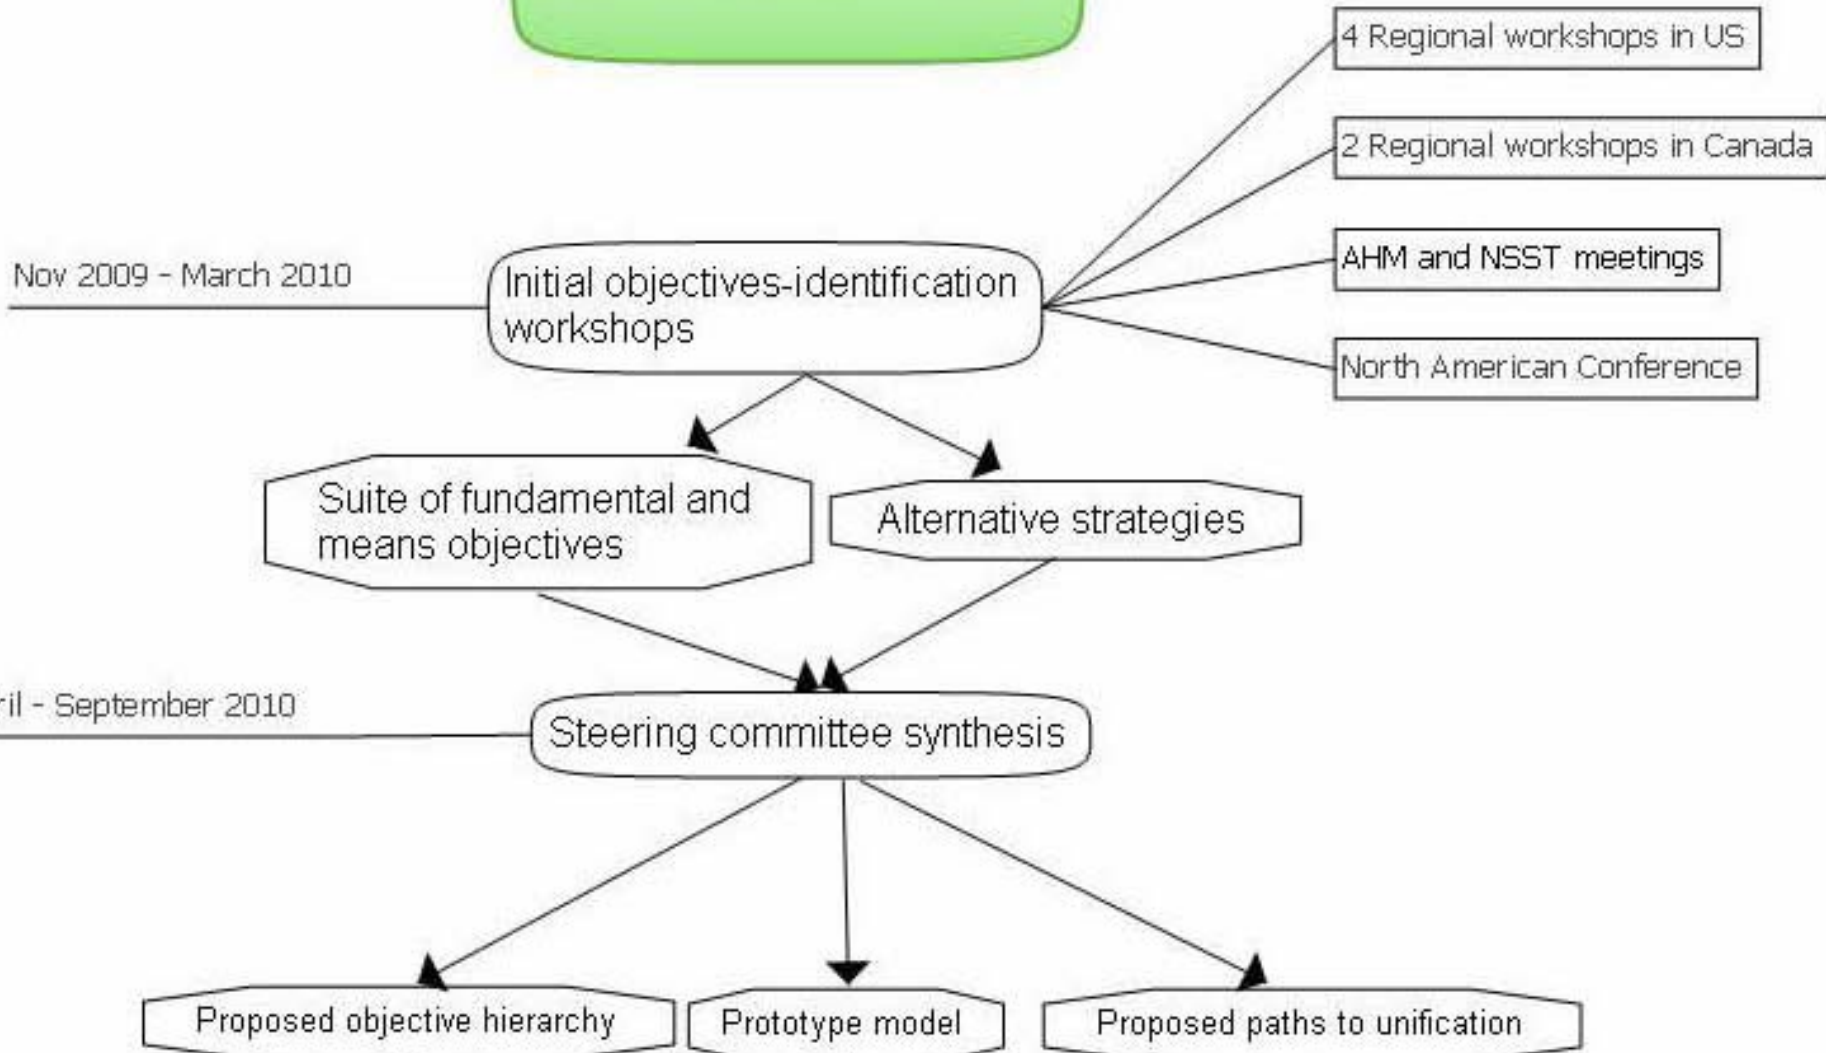 4 Regional workshops in US
2 Regional workshops in Canada
AHM and NSST meetings
North American Conference
Nov 2009 - March 2010
Initial objectives-identification
workshops
Suite of fundamental and
means objectives
Alternative strategies
ril - September 2010
Steering committee synthesis
Proposed objective hierarchy
Prototype model
Proposed paths to unification